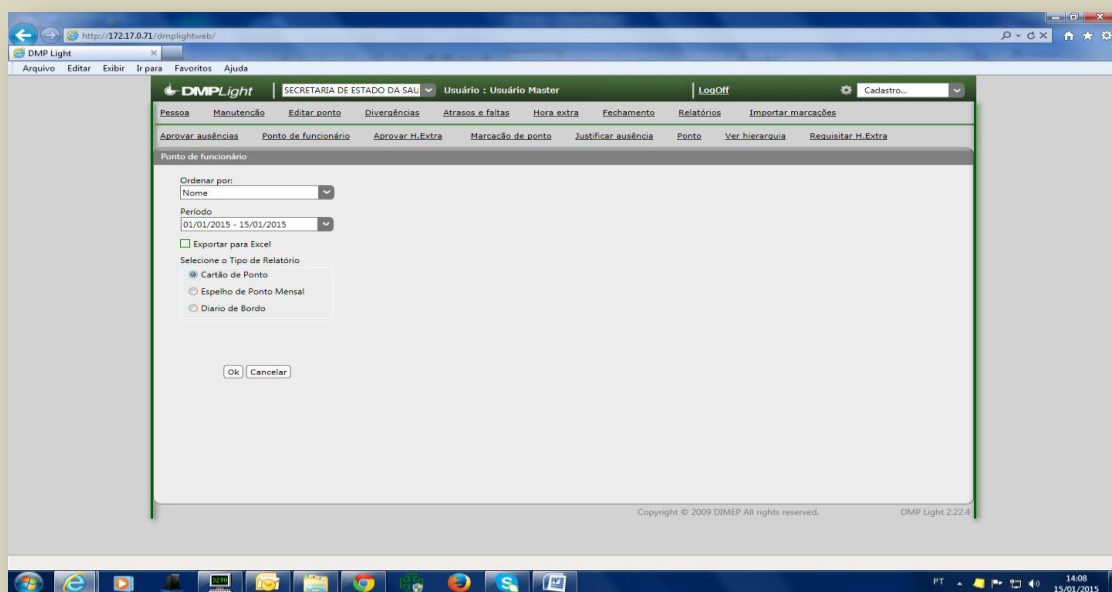 http://172.17.0.71/dmplightweb/
DMP Light
Arquivo Editar Exibir Ir para Favoritos Ajuda
DMPLight SECRETARIA DE ESTADO DA SAU Usuário : Usuário Master LogOff Cadastro...
Pessoa Manutenção Editar ponto Divergências Atrasos e faltas Hora extra Fechamento Relatórios Importar marcações
Aprovar ausências Ponto de funcionário Aprovar H.Extra Marcação de ponto Justificar ausência Ponto Ver hierarquia Requisitar H.Extra
Ponto de funcionário
Ordenar por:
Nome
Período
01/01/2015 - 15/01/2015
Exportar para Excel
Selecione o Tipo de Relatório
Cartão de Ponto
Espelho de Ponto Mensal
Diario de Bordo
Ok Cancelar
Copyright © 2009 DIMEP All rights reserved. DMP Light 2.22.4
3270
PT 14:08
15/01/2015